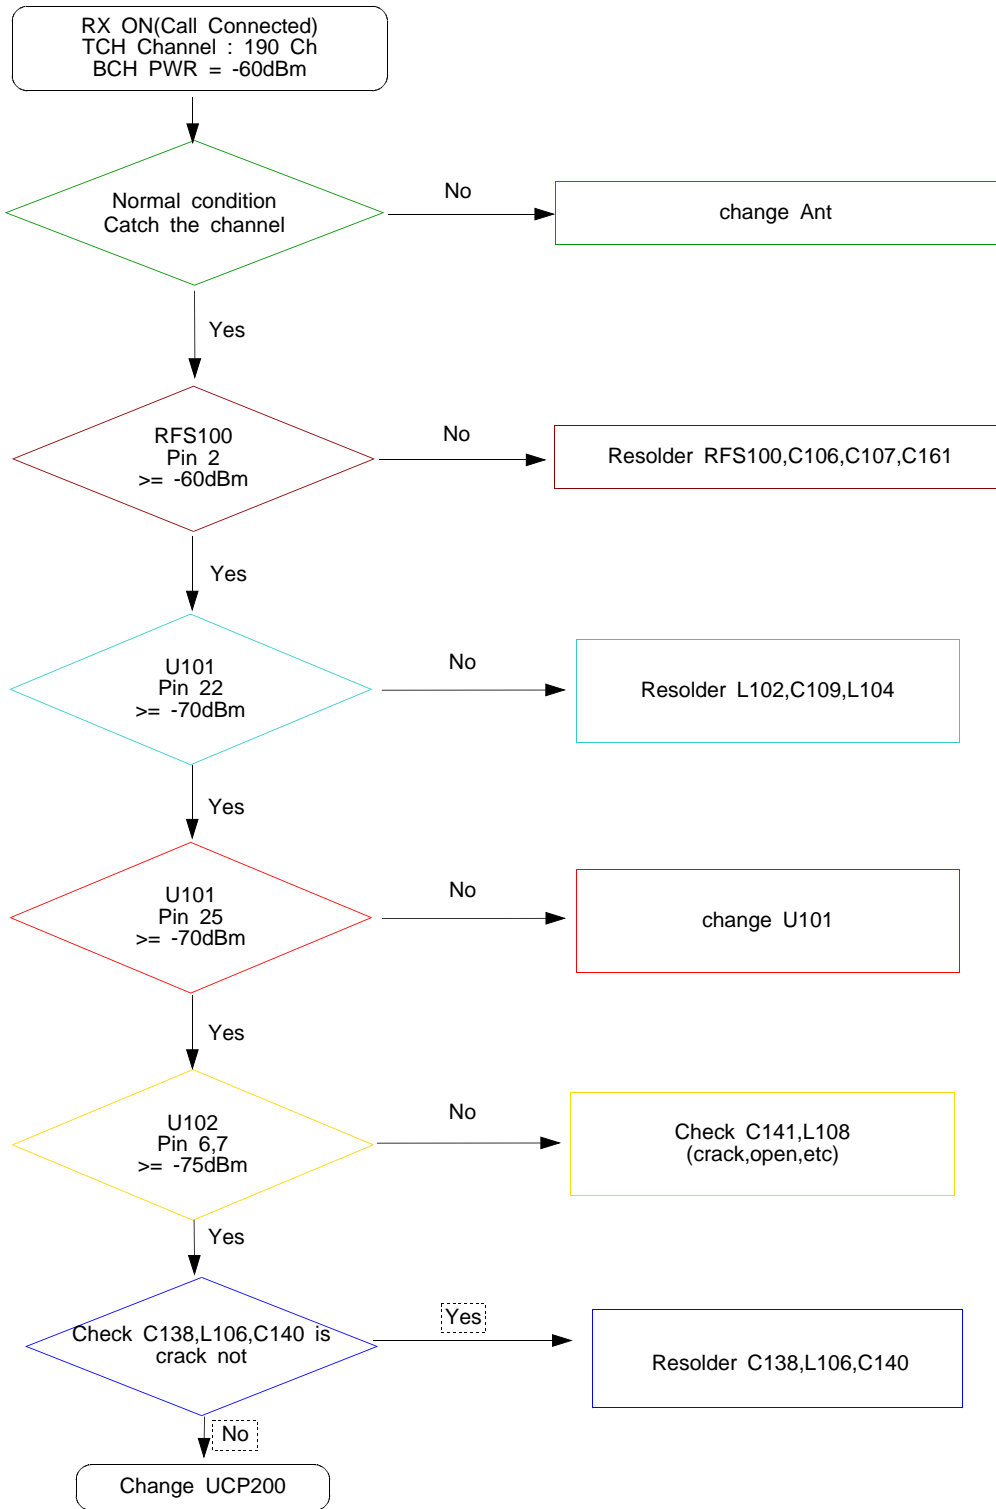 RX ON(Call Connected)
TCH Channel : 190 Ch
BCH PWR = -60dBm
Normal condition
Catch the channel
No
change Ant
Yes
RFS100
Pin 2
>= -60dBm
No
Resolder RFS100,C106,C107,C161
Yes
U101
Pin 22
>= -70dBm
No
Resolder L102,C109,L104
Yes
U101
Pin 25
>= -70dBm
No
change U101
Yes
U102
Pin 6,7
>= -75dBm
No
Check C141,L108
(crack,open,etc)
Yes
Check C138,L106,C140 is
crack not
Yes
Resolder C138,L106,C140
No
Change UCP200